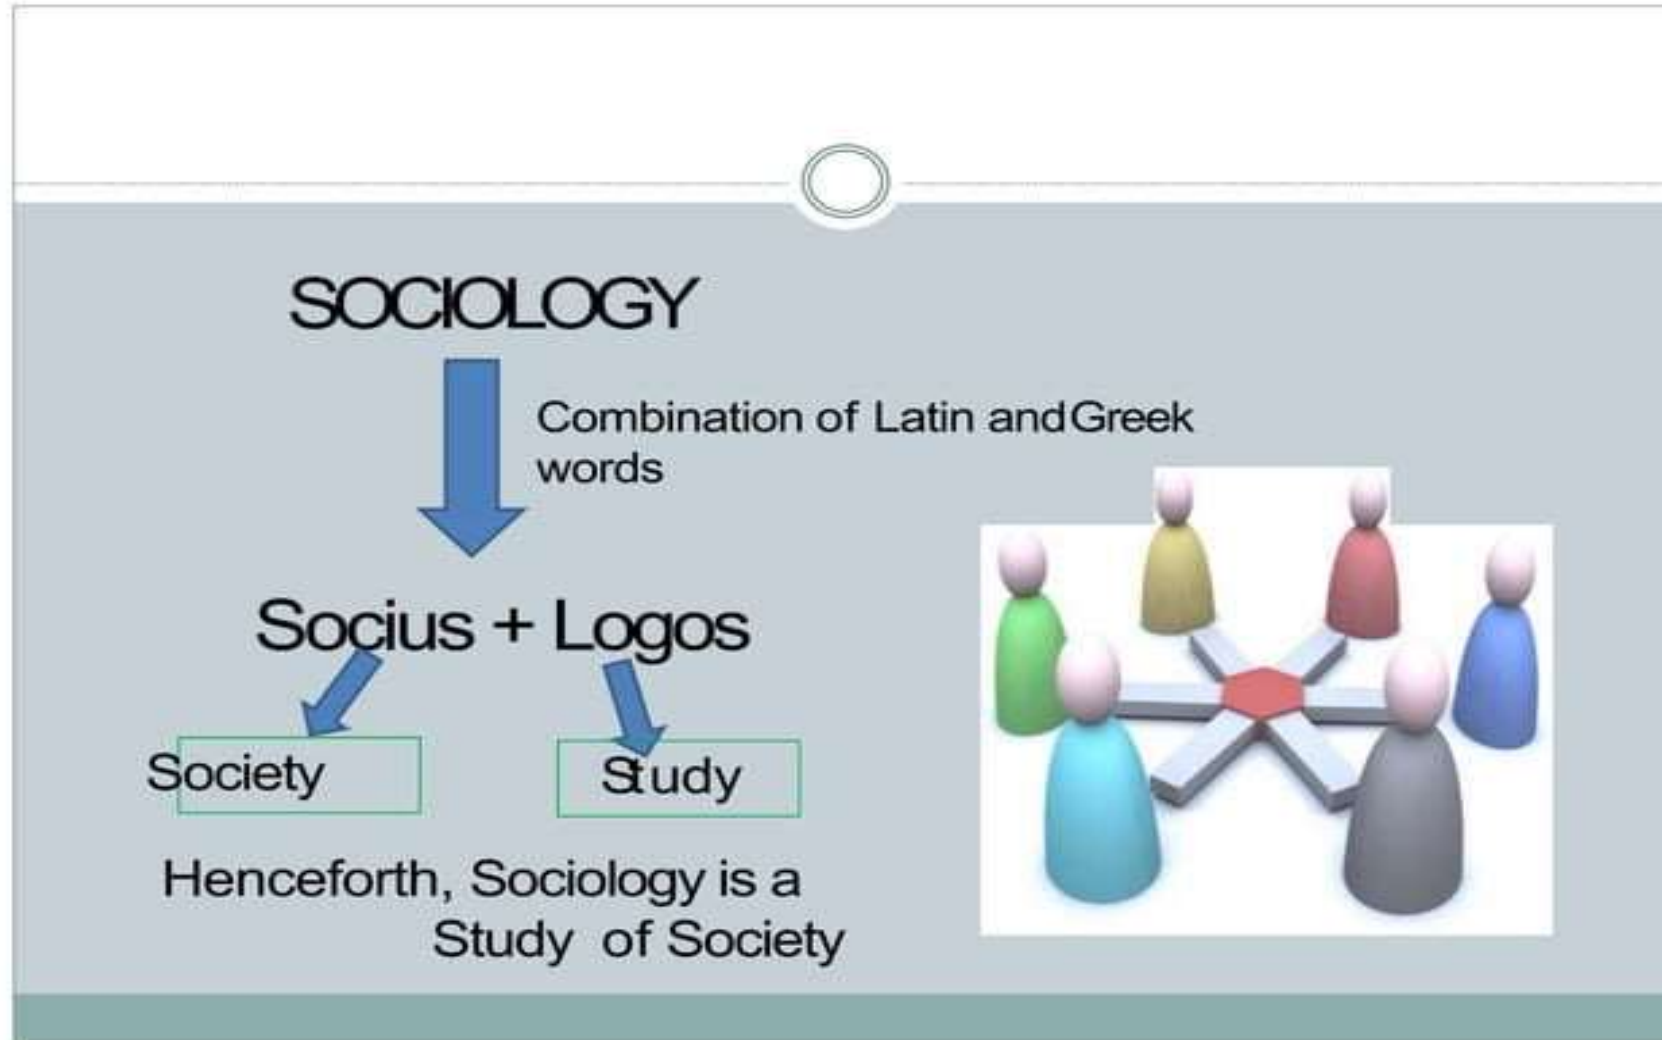 SOCIOLOGY
Combination of Latin and Greek
words
Socius + Logos
Society
Study
Henceforth, Sociology is a
Study of Society